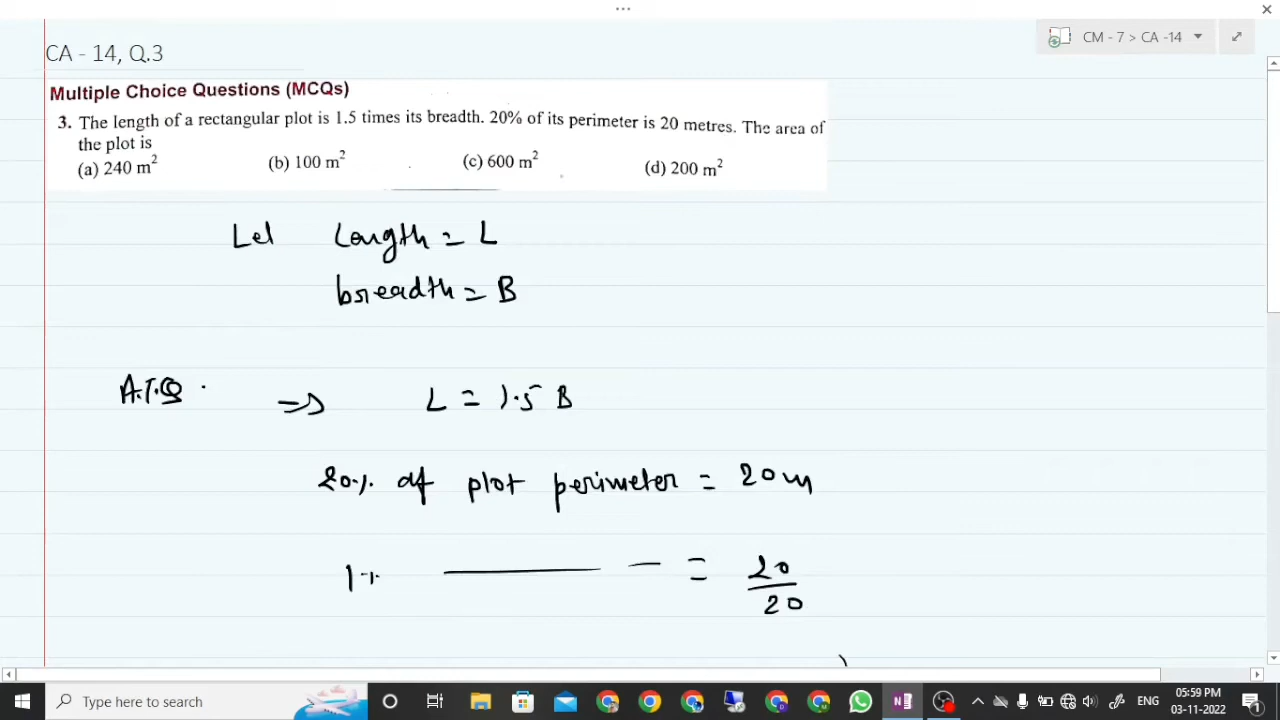 CM - 7 > CA -14
CA - 14, Q.3
Multiple Choice Questions (MCQs)
3. The length of a rectangular plot is 1.5 times its breadth. 20% of its perimeter is 20 metres. The area of
the plot is
(a) 240 m² (b) 100 m² (c) 600 m² (d) 200 m²
Let Length = L
breadth = B
A.T.Q. ⇒ L = 1.5 B
20% of plot perimeter = 20m
1% ——— — = 20/20
Type here to search
ENG
05:59 PM
03-11-2022
1